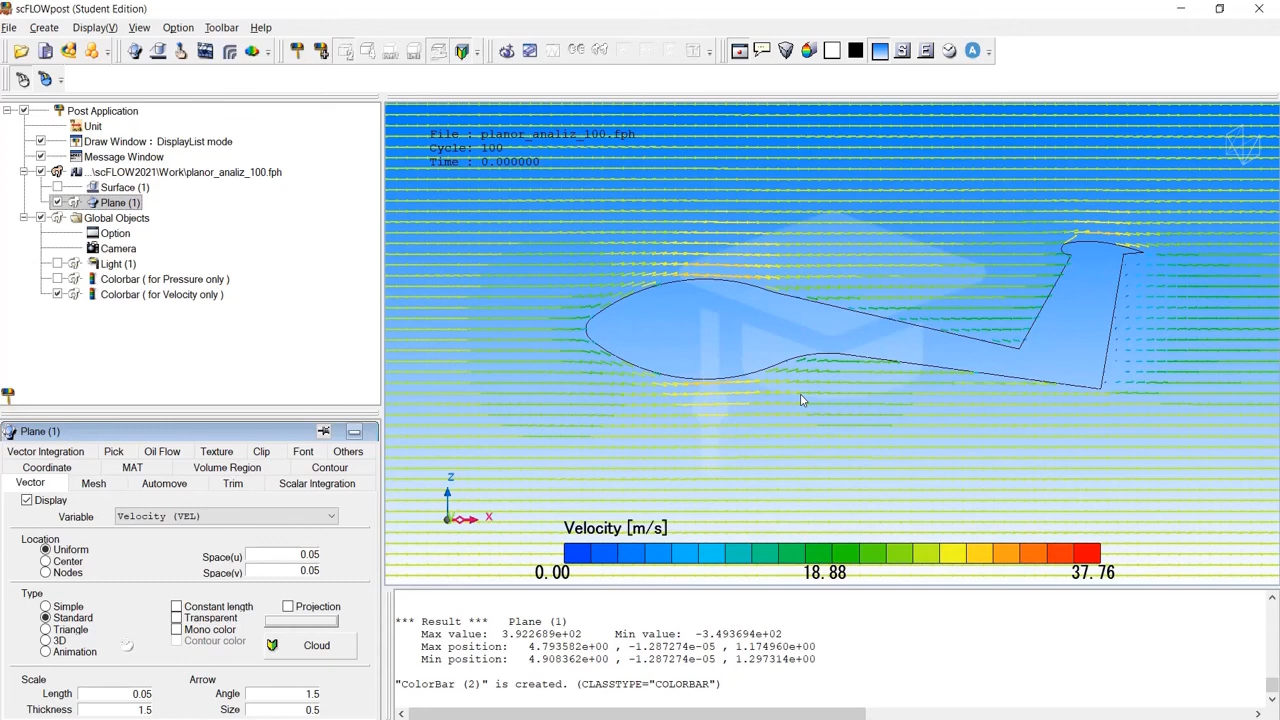 scFLOWpost (Student Edition)
File Create Display(V) View Option Toolbar Help
Post Application
Unit
Draw Window : DisplayList mode
Message Window
...\scFLOW2021\Work\planor_analiz_100.fph
Surface (1)
Plane (1)
Global Objects
Option
Camera
Light (1)
Colorbar ( for Pressure only )
Colorbar ( for Velocity only )
File : planor_analiz_100.fph
Cycle: 100
Time : 0.000000
Z
X
Velocity [m/s]
0.00 18.88 37.76
Plane (1)
Vector Integration Pick Oil Flow Texture Clip Font Others
Coordinate MAT Volume Region Contour
Vector Mesh Automove Trim Scalar Integration
Display
Variable Velocity (VEL)
Location
Uniform Space(u) 0.05
Center
Nodes Space(v) 0.05
Type
Simple Constant length Projection
Standard Transparent
Triangle Mono color
3D Contour color Cloud
Animation
Scale Arrow
Length 0.05 Angle 1.5
Thickness 1.5 Size 0.5
*** Result *** Plane (1)
Max value: 3.922689e+02 Min value: -3.493694e+02
Max position: 4.793582e+00 , -1.287274e-05 , 1.174960e+00
Min position: 4.908362e+00 , -1.287274e-05 , 1.297314e+00
"ColorBar (2)" is created. (CLASSTYPE="COLORBAR")